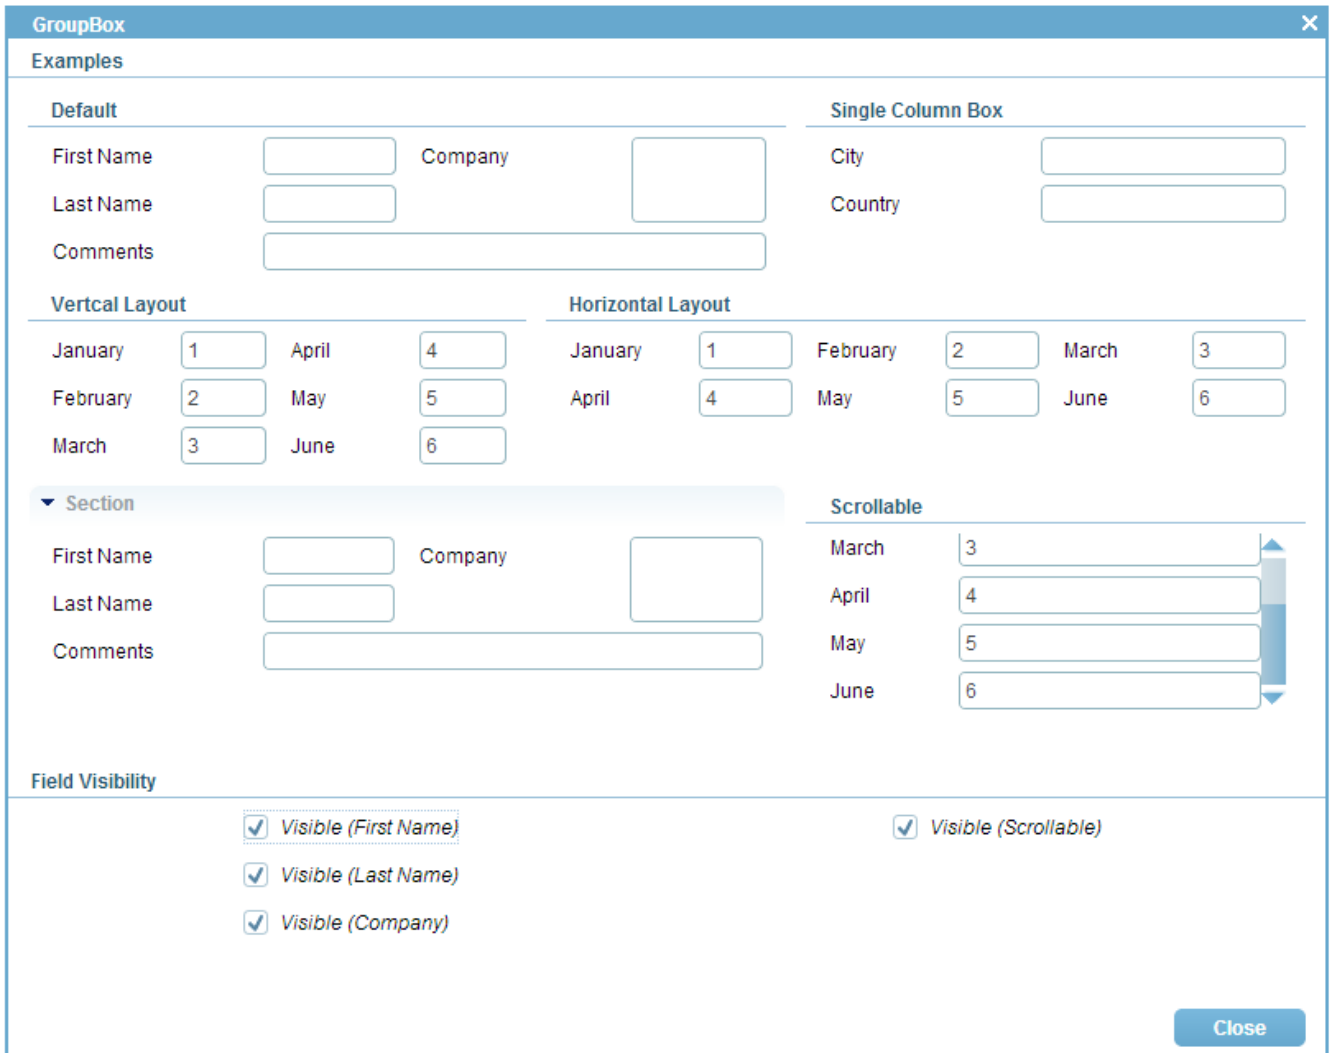 GroupBox
Examples
Default
Single Column Box
First Name
Company
City
Last Name
Country
Comments
Vertcal Layout
Horizontal Layout
January 1 April 4
January 1 February 2 March 3
February 2 May 5
April 4 May 5 June 6
March 3 June 6
Section
Scrollable
First Name
Company
March 3
Last Name
April 4
Comments
May 5
June 6
Field Visibility
Visible (First Name)
Visible (Scrollable)
Visible (Last Name)
Visible (Company)
Close